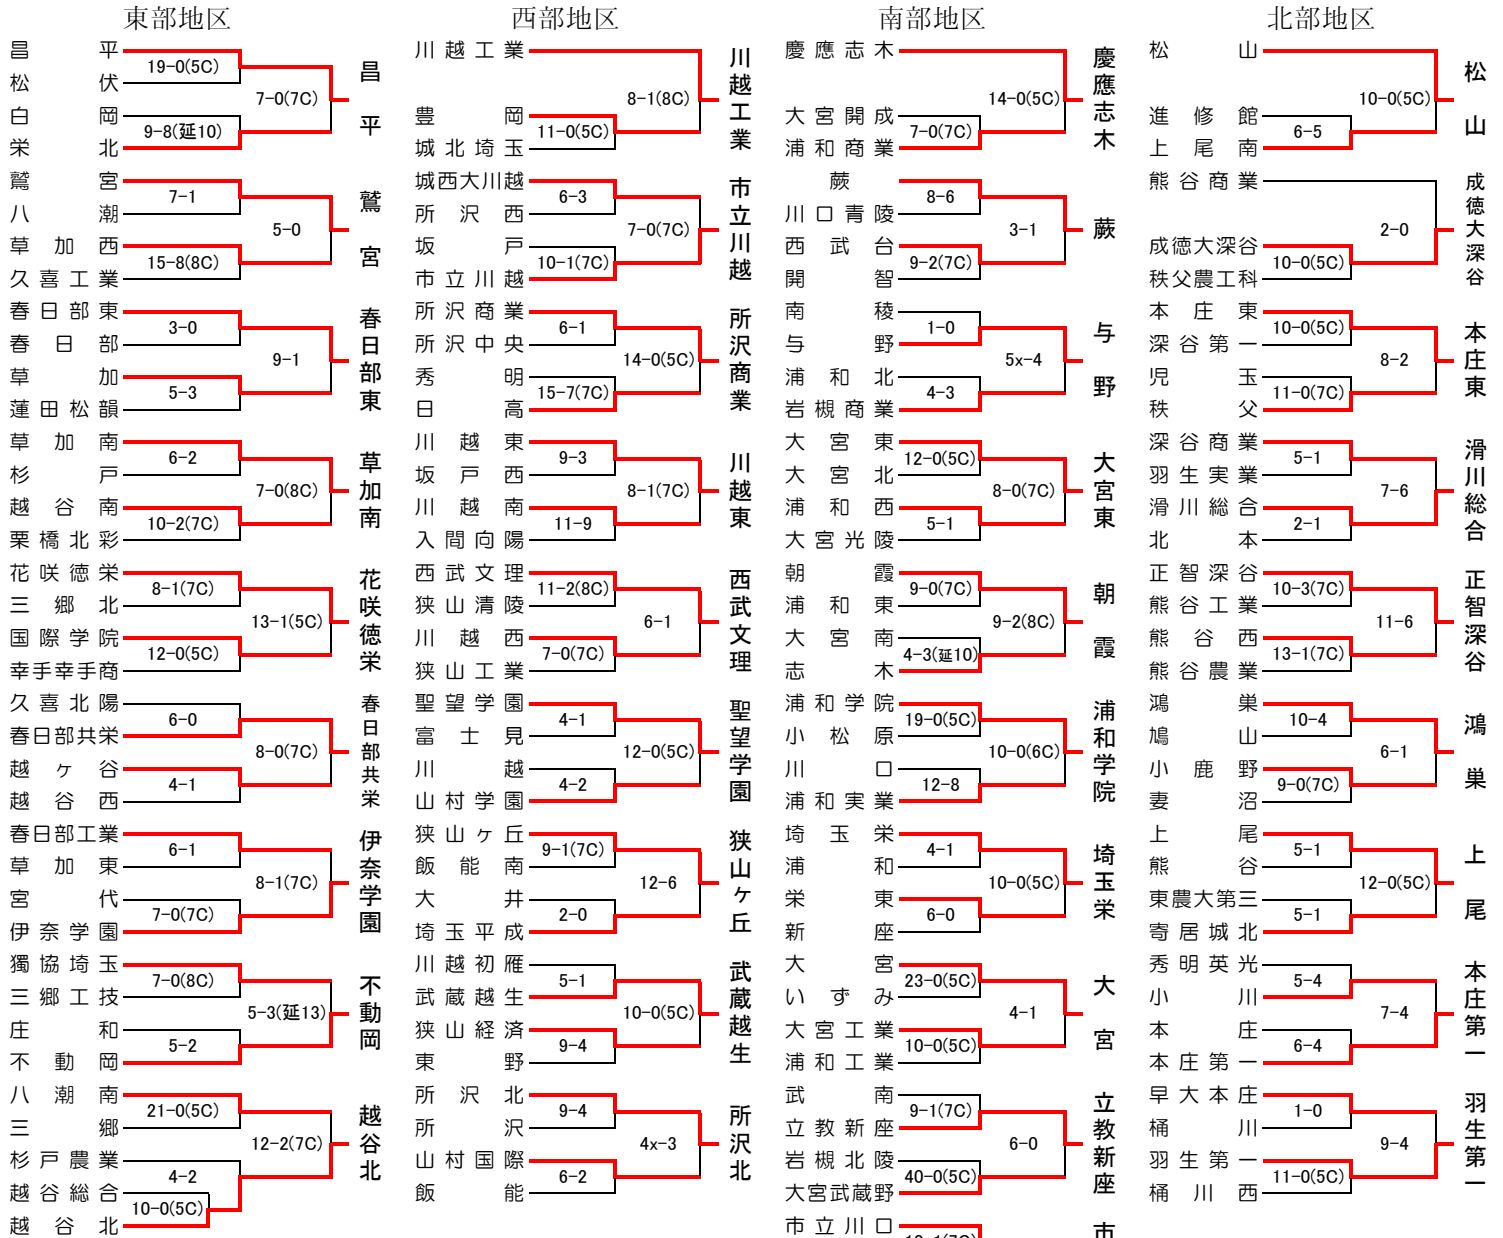 東部地区
昌平
19-0(5C)
松伏
7-0(7C)
昌平
白岡
9-8(延10)
栄北
鷲宮
7-1
八潮
5-0
鷲宮
草加西
15-8(8C)
久喜工業
春日部東
3-0
春日部
9-1
春日部東
草加
5-3
蓮田松韻
草加南
6-2
杉戸
7-0(8C)
草加南
越谷南
10-2(7C)
栗橋北彩
花咲徳栄
8-1(7C)
三郷北
13-1(5C)
花咲徳栄
国際学院
12-0(5C)
幸手幸手商
久喜北陽
6-0
春日部共栄
8-0(7C)
春日部共栄
越ヶ谷
4-1
越谷西
春日部工業
6-1
草加東
8-1(7C)
伊奈学園
宮代
7-0(7C)
伊奈学園
獨協埼玉
7-0(8C)
三郷工技
5-3(延13)
不動岡
庄和
5-2
不動岡
八潮南
21-0(5C)
三郷
12-2(7C)
越谷北
杉戸農業
4-2
越谷総合
10-0(5C)
越谷北
西部地区
川越工業
8-1(8C)
川越工業
豊岡
11-0(5C)
城北埼玉
城西大川越
6-3
所沢西
7-0(7C)
市立川越
坂戸
10-1(7C)
市立川越
所沢商業
6-1
所沢中央
14-0(5C)
所沢商業
秀明
15-7(7C)
日高
川越東
9-3
坂戸西
8-1(7C)
川越東
川越南
11-9
入間向陽
西武文理
11-2(8C)
狭山清陵
6-1
西武文理
川越西
7-0(7C)
狭山工業
聖望学園
4-1
富士見
12-0(5C)
聖望学園
川越
4-2
山村学園
狭山ヶ丘
9-1(7C)
飯能南
12-6
狭山ヶ丘
大井
2-0
埼玉平成
川越初雁
5-1
武蔵越生
10-0(5C)
武蔵越生
狭山経済
9-4
東野
所沢北
9-4
所沢
4x-3
所沢北
山村国際
6-2
飯能
南部地区
慶應志木
14-0(5C)
慶應志木
大宮開成
7-0(7C)
浦和商業
蕨
8-6
川口青陵
3-1
蕨
西武台
9-2(7C)
開智
南稜
1-0
与野
5x-4
与野
浦和北
4-3
岩槻商業
大宮東
12-0(5C)
大宮北
8-0(7C)
大宮東
浦和西
5-1
大宮光陵
朝霞
9-0(7C)
浦和東
9-2(8C)
朝霞
大宮南
4-3(延10)
志木
浦和学院
19-0(5C)
小松原
10-0(6C)
浦和学院
川口
12-8
浦和実業
埼玉栄
4-1
浦和
10-0(5C)
埼玉栄
栄東
6-0
新座
大宮
23-0(5C)
いずみ
4-1
大宮
大宮工業
10-0(5C)
浦和工業
武南
9-1(7C)
立教新座
6-0
立教新座
岩槻北陵
40-0(5C)
大宮武蔵野
市立川口
市
北部地区
松山
10-0(5C)
松山
進修館
6-5
上尾南
熊谷商業
2-0
成徳大深谷
成徳大深谷
10-0(5C)
秩父農工科
本庄東
10-0(5C)
深谷第一
8-2
本庄東
児玉
11-0(7C)
秩父
深谷商業
5-1
羽生実業
7-6
滑川総合
滑川総合
2-1
北本
正智深谷
10-3(7C)
熊谷工業
11-6
正智深谷
熊谷西
13-1(7C)
熊谷農業
鴻巣
10-4
鳩山
6-1
鴻巣
小鹿野
9-0(7C)
妻沼
上尾
5-1
熊谷
12-0(5C)
上尾
東農大第三
5-1
寄居城北
秀明英光
5-4
小川
7-4
本庄第一
本庄
6-4
本庄第一
早大本庄
1-0
桶川
9-4
羽生第一
羽生第一
11-0(5C)
桶川西